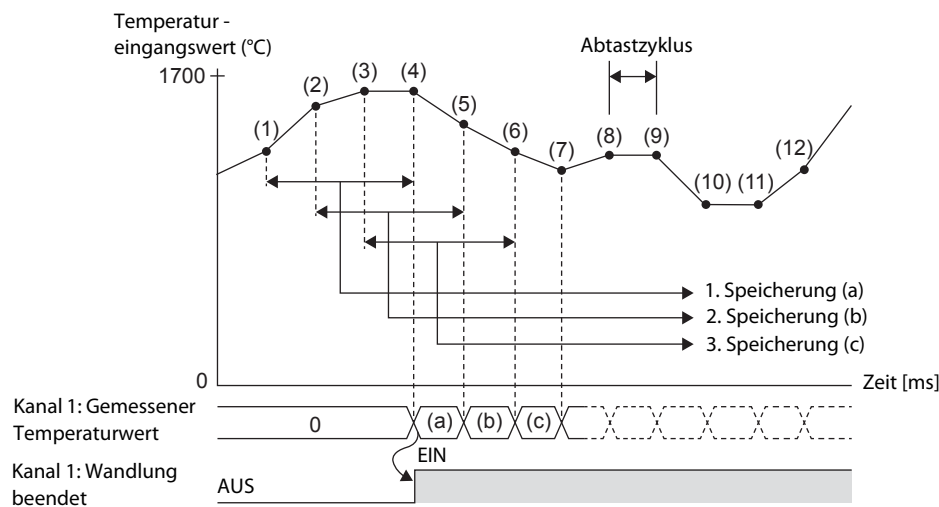 Temperatur -
eingangswert (°C)
1700
(1)
(2)
(3)
(4)
(5)
(6)
(7)
(8)
(9)
(10)
(11)
(12)
Abtastzyklus
1. Speicherung (a)
2. Speicherung (b)
3. Speicherung (c)
0
Zeit [ms]
Kanal 1: Gemessener
Temperaturwert
0
(a)
(b)
(c)
Kanal 1: Wandlung
beendet
AUS
EIN